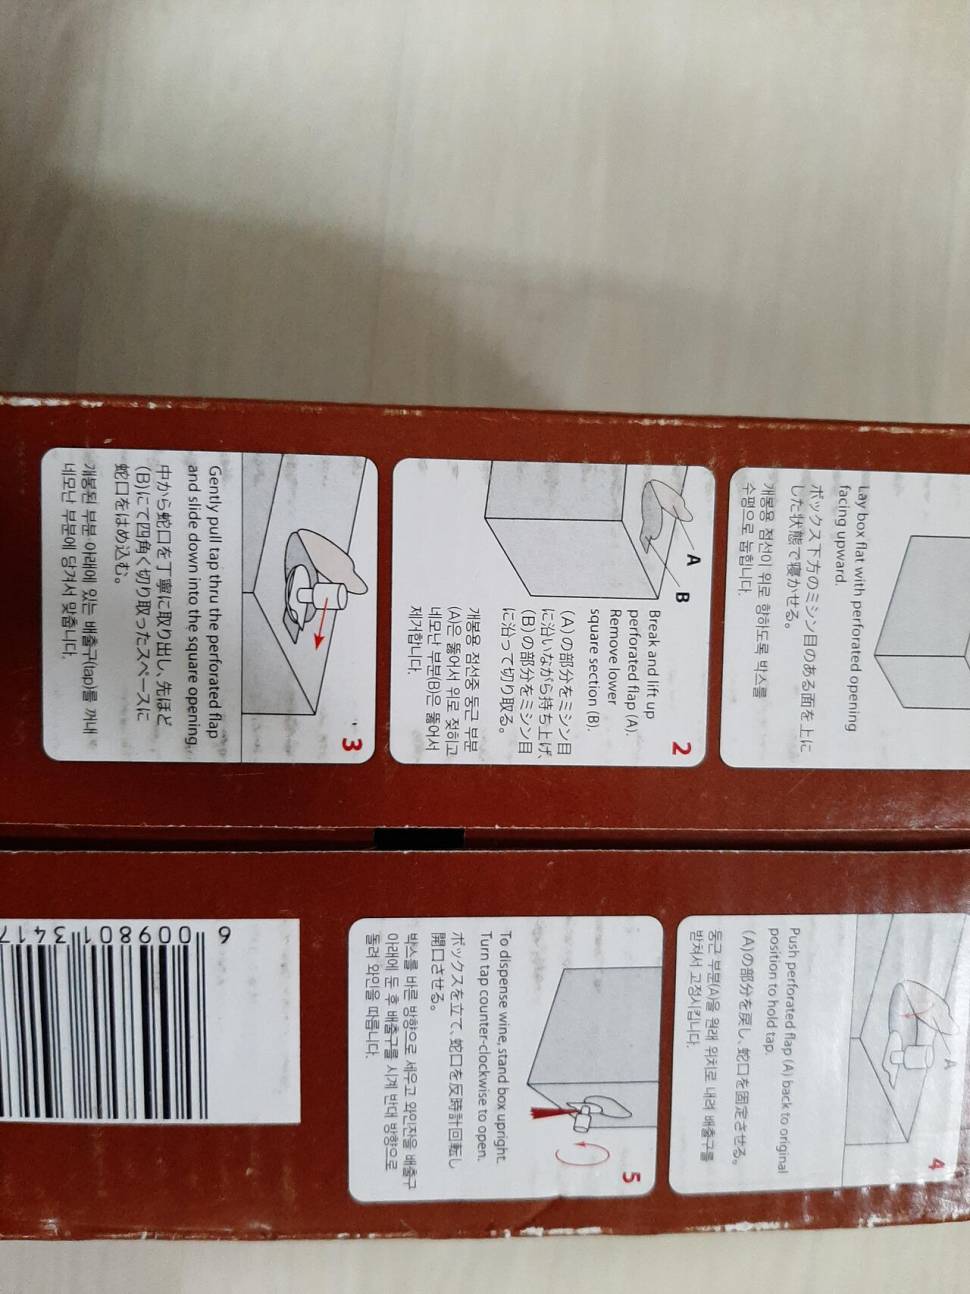 Lay box flat with perforated opening
facing upward.
ボックス下方のミシン目のある面を上に
した状態で寝かせる。
개봉용 점선이 위로 향하도록 박스를
수평으로 눕힙니다.
2
A
B
Break and lift up
perforated flap (A).
Remove lower
square section (B).
(A)の部分をミシン目
に沿いながら持ち上げ、
(B)の部分をミシン目
に沿って切り取る。
개봉용 점선중 둥근 부분
(A)은 뚫어서 위로 젖히고
네모난 부분(B)은 뚫어서
제거합니다.
3
Gently pull tap thru the perforated flap
and slide down into the square opening.
中から蛇口を丁寧に取り出し、先ほど
(B)にて四角く切り取ったスペースに
蛇口をはめ込む。
개봉된 부분 아래에 있는 배출구(tap)를 꺼내
네모난 부분에 당겨서 맞춥니다.
4
A
Push perforated flap (A) back to original
position to hold tap.
(A)の部分を戻し、蛇口を固定させる。
둥근 부분(A)을 원래 위치로 내려 배출구를
받쳐서 고정시킵니다.
5
To dispense wine, stand box upright.
Turn tap counter-clockwise to open.
ボックスを立て、蛇口を反時計回転し
開口させる。
박스를 바른 방향으로 세우고 와인잔을 배출구
아래에 둔 후 배출구를 시계 반대 방향으로
돌려 와인을 따릅니다.
6
00980
13417